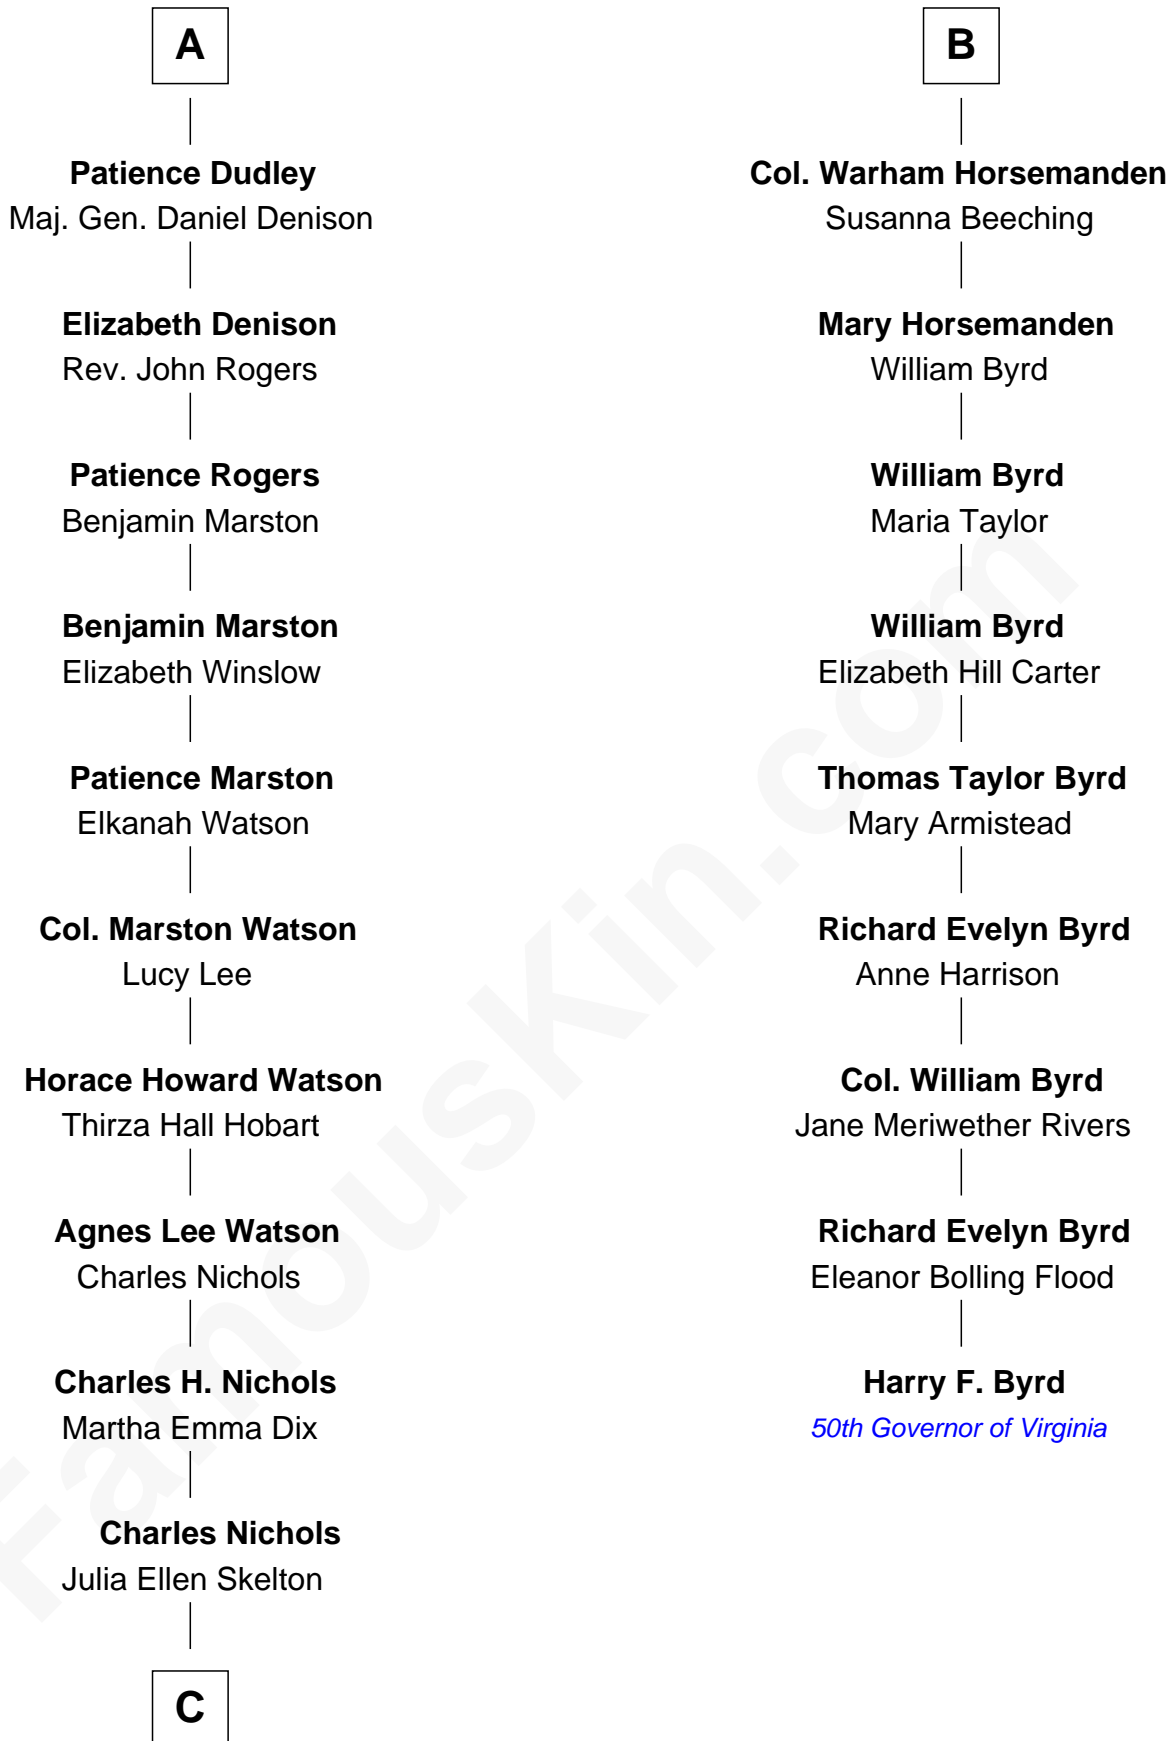 A
Patience Dudley
Maj. Gen. Daniel Denison
Elizabeth Denison
Rev. John Rogers
Patience Rogers
Benjamin Marston
Benjamin Marston
Elizabeth Winslow
Patience Marston
Elkanah Watson
Col. Marston Watson
Lucy Lee
Horace Howard Watson
Thirza Hall Hobart
Agnes Lee Watson
Charles Nichols
Charles H. Nichols
Martha Emma Dix
Charles Nichols
Julia Ellen Skelton
C
B
Col. Warham Horsemanden
Susanna Beeching
Mary Horsemanden
William Byrd
William Byrd
Maria Taylor
William Byrd
Elizabeth Hill Carter
Thomas Taylor Byrd
Mary Armistead
Richard Evelyn Byrd
Anne Harrison
Col. William Byrd
Jane Meriwether Rivers
Richard Evelyn Byrd
Eleanor Bolling Flood
Harry F. Byrd
50th Governor of Virginia
FamousKin.com